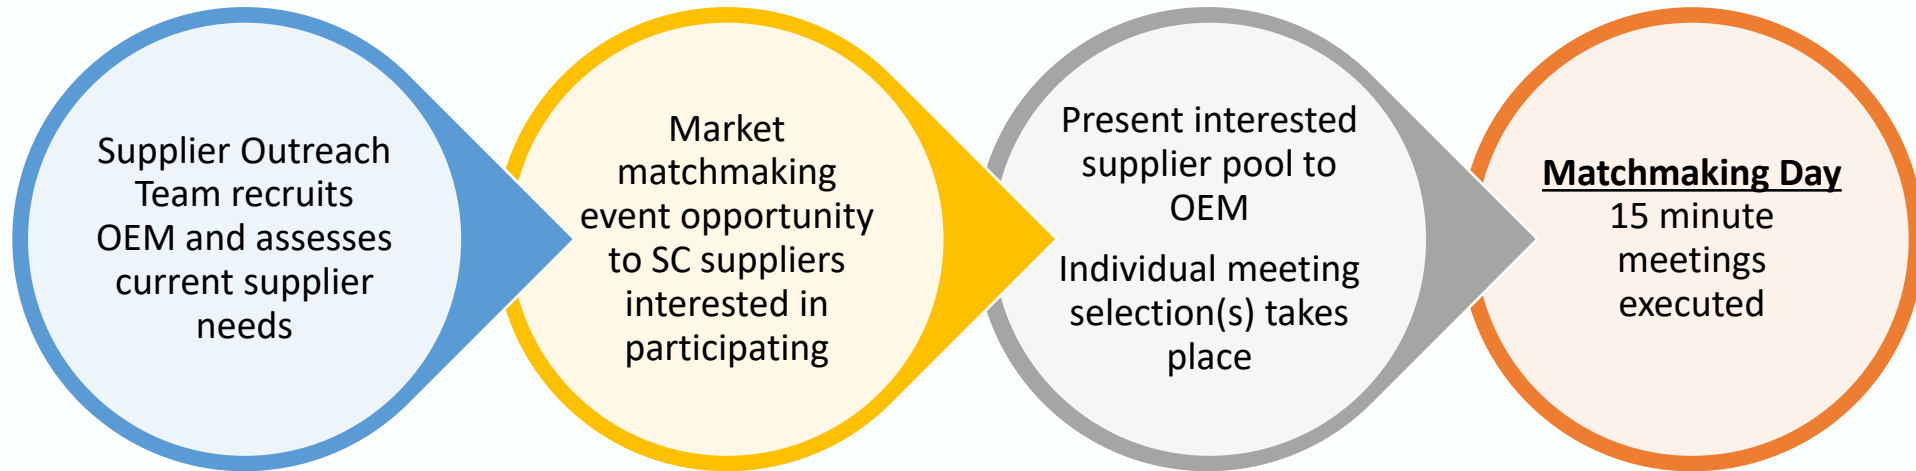 Supplier Outreach
Team recruits
OEM and assesses
current supplier
needs
Market
matchmaking
event opportunity
to SC suppliers
interested in
participating
Present interested
supplier pool to
OEM
Individual meeting
selection(s) takes
place
Matchmaking Day
15 minute
meetings
executed